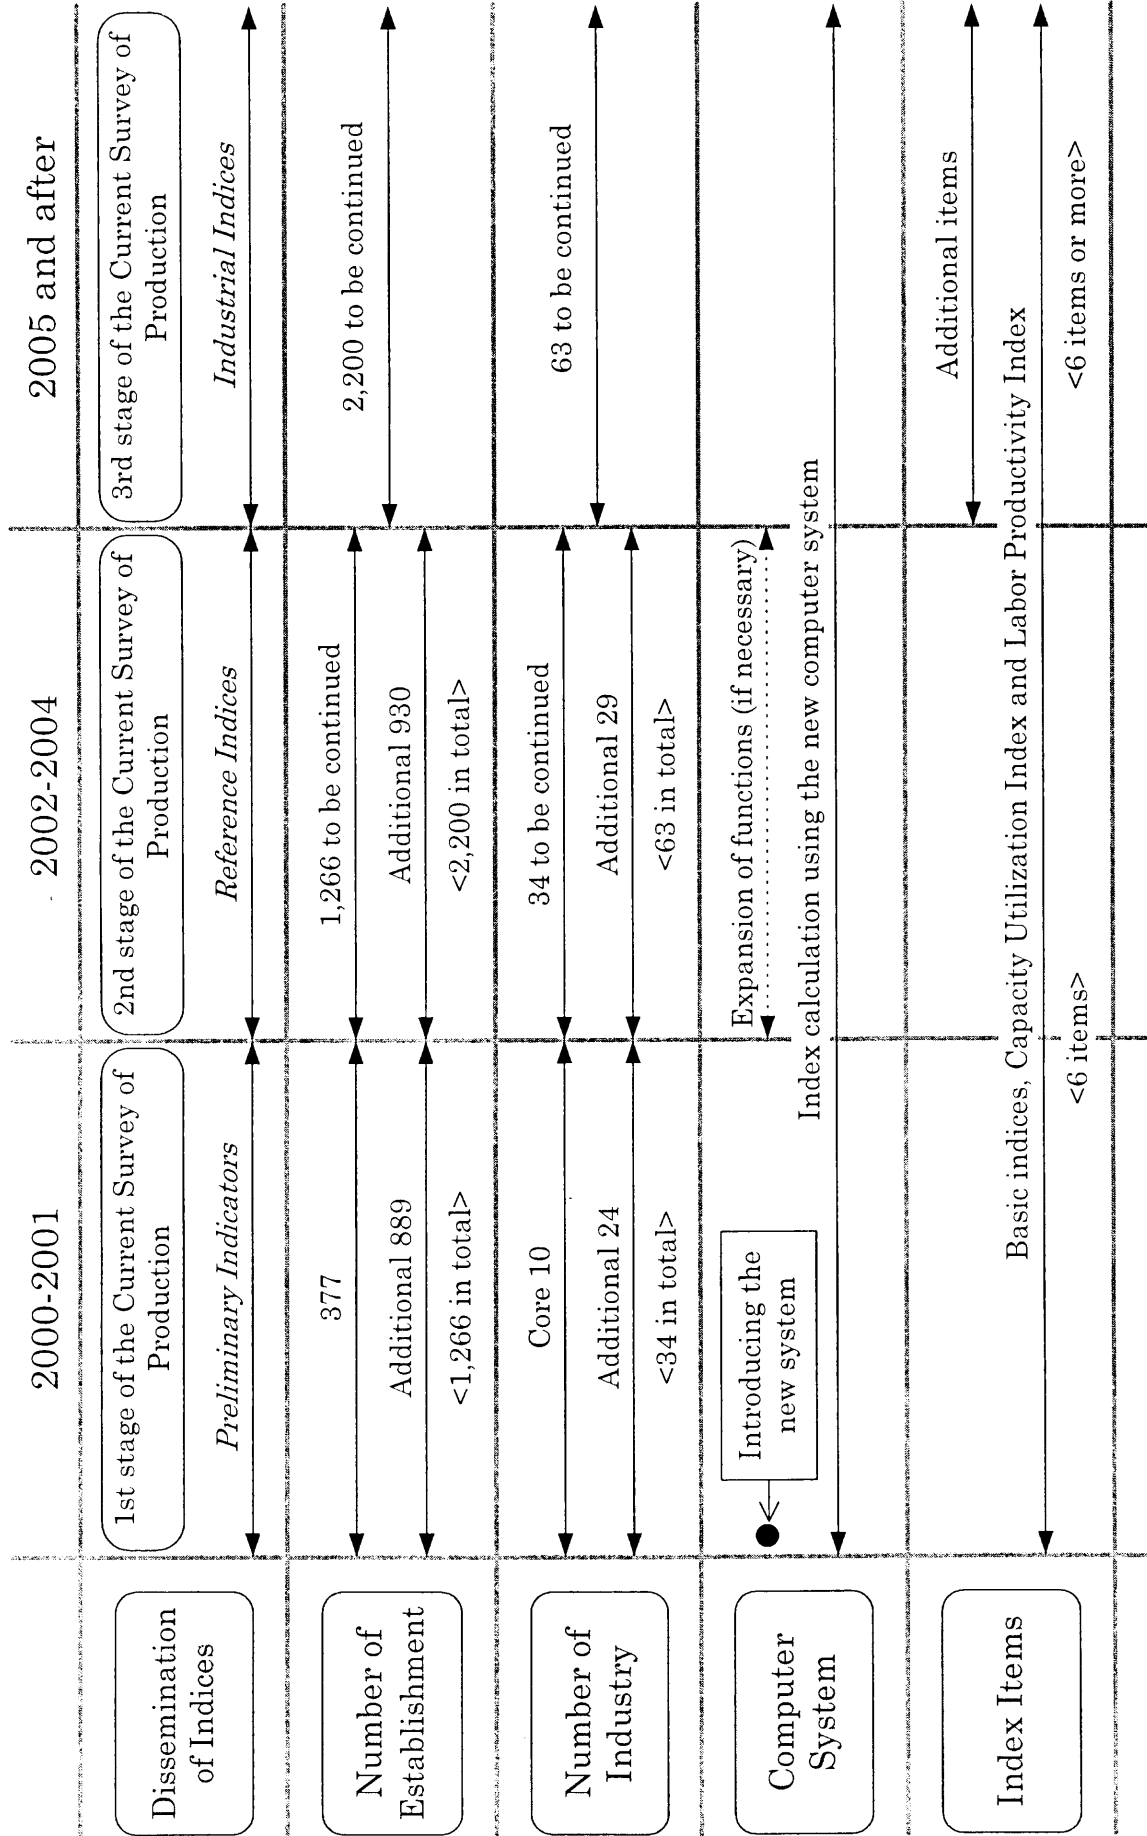 2000-2001
2002-2004
2005 and after
Dissemination
of Indices
1st stage of the Current Survey of
Production
Preliminary Indicators
2nd stage of the Current Survey of
Production
Reference Indices
3rd stage of the Current Survey of
Production
Industrial Indices
Number of
Establishment
377
Additional 889
<1,266 in total>
1,266 to be continued
Additional 930
<2,200 in total>
2,200 to be continued
Number of
Industry
Core 10
Additional 24
<34 in total>
34 to be continued
Additional 29
<63 in total>
63 to be continued
Computer
System
Introducing the
new system
Expansion of functions (if necessary)
Index calculation using the new computer system
Index Items
Additional items
Basic indices, Capacity Utilization Index and Labor Productivity Index
<6 items>
<6 items or more>